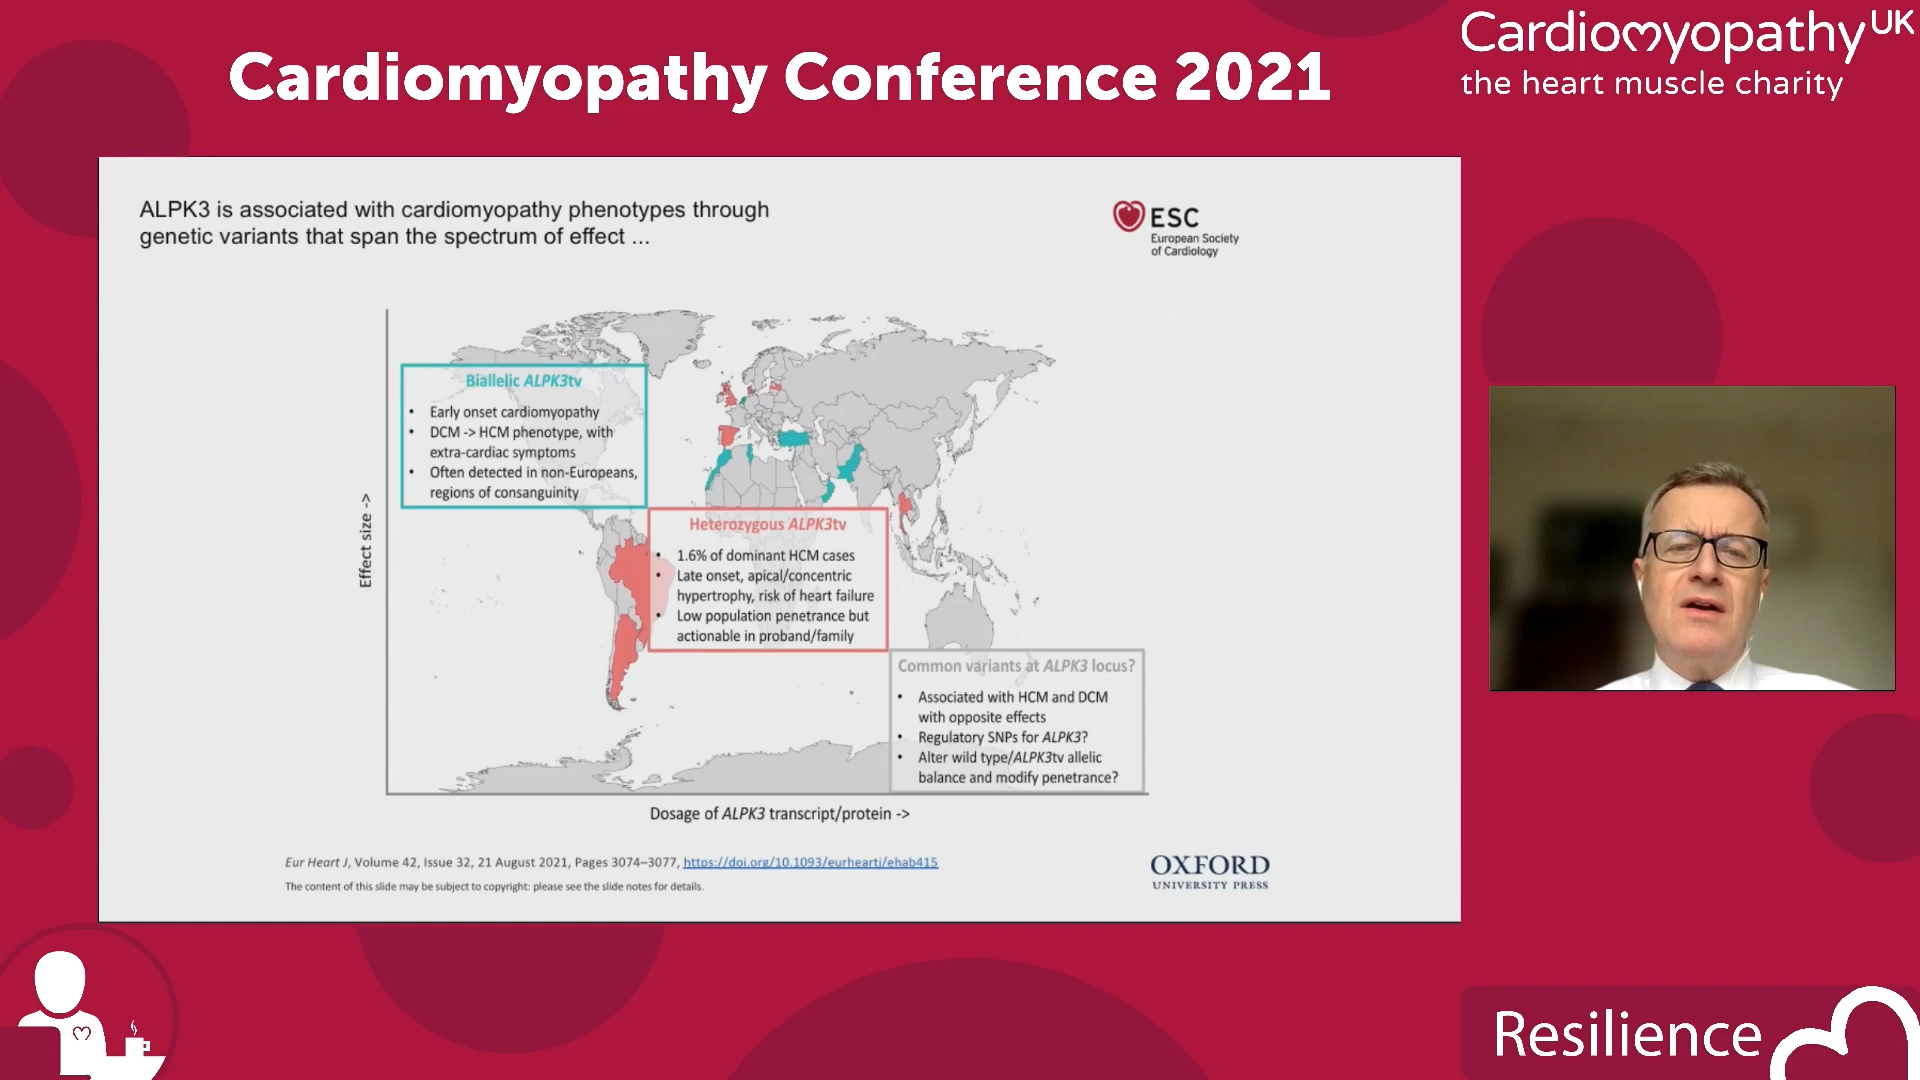 Cardiomyopathy Conference 2021
Cardiomyopathy UK
the heart muscle charity
ALPK3 is associated with cardiomyopathy phenotypes through
genetic variants that span the spectrum of effect ...
ESC
European Society
of Cardiology
Effect size ->
Biallelic ALPK3tv
• Early onset cardiomyopathy
• DCM -> HCM phenotype, with
extra-cardiac symptoms
• Often detected in non-Europeans,
regions of consanguinity
Heterozygous ALPK3tv
• 1.6% of dominant HCM cases
• Late onset, apical/concentric
hypertrophy, risk of heart failure
• Low population penetrance but
actionable in proband/family
Common variants at ALPK3 locus?
• Associated with HCM and DCM
with opposite effects
• Regulatory SNPs for ALPK3?
• Alter wild type/ALPK3tv allelic
balance and modify penetrance?
Dosage of ALPK3 transcript/protein ->
Eur Heart J, Volume 42, Issue 32, 21 August 2021, Pages 3074–3077, https://doi.org/10.1093/eurheartj/ehab415
The content of this slide may be subject to copyright: please see the slide notes for details.
OXFORD
UNIVERSITY PRESS
Resilience